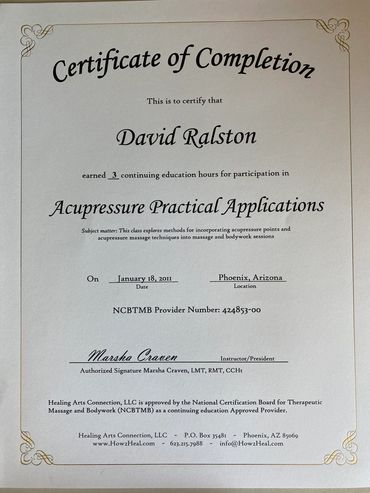 Certificate of Completion
This is to certify that
David Ralston
earned 3 continuing education hours for participation in
Acupressure Practical Applications
Subject matter: This class explores methods for incorporating acupressure points and
acupressure massage techniques into massage and bodywork sessions
On January 18, 2011 Phoenix, Arizona
Date Location
NCBTMB Provider Number: 424853-00
Marsha Craven Instructor/President
Authorized Signature Marsha Craven, LMT, RMT, CCH1
Healing Arts Connection, LLC is approved by the National Certification Board for Therapeutic
Massage and Bodywork (NCBTMB) as a continuing education Approved Provider.
Healing Arts Connection, LLC - P.O. Box 35481 - Phoenix, AZ 85069
www.How2Heal.com - 623.215.7988 - info@How2Heal.com